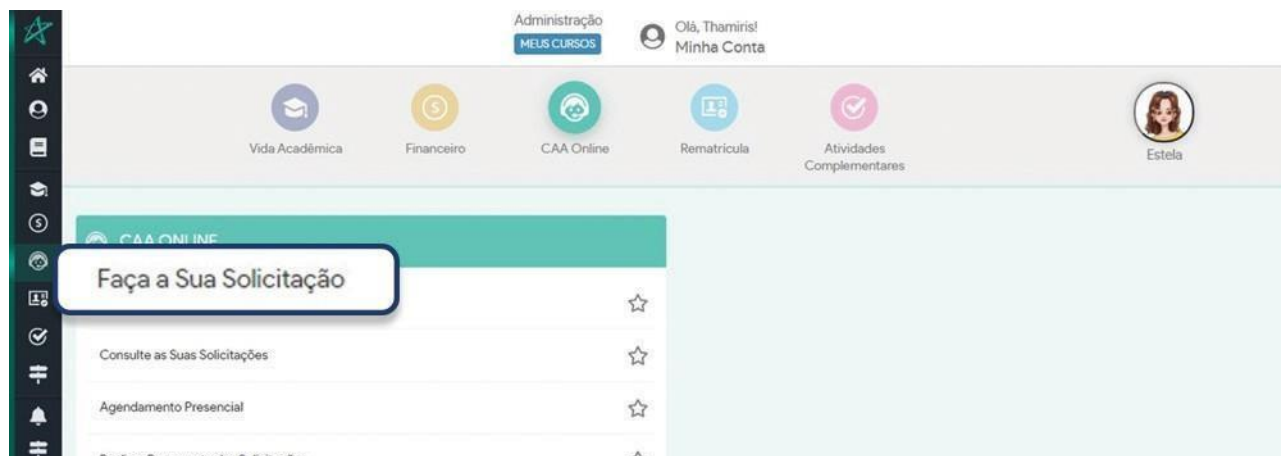 Administração
MEUS CURSOS
Olá, Thamiris!
Minha Conta
Vida Acadêmica
Financeiro
CAA Online
Rematrícula
Atividades
Complementares
Estela
CAA ONLINE
Faça a Sua Solicitação
Consulte as Suas Solicitações
Agendamento Presencial